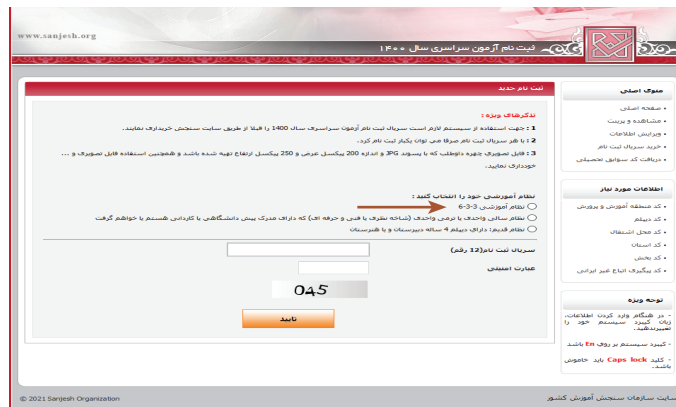 www.sanjesh.org
ثبت نام آزمون سراسری سال ۱۴۰۰
منوی اصلی
• صفحه اصلی
• مشاهده و پرینت
• ویرایش اطلاعات
• خرید سریال ثبت نام
• دریافت کد سوابق تحصیلی
اطلاعات مورد نیاز
• کد منطقه آموزش و پرورش
• کد دیپلم
• کد محل اشتغال
• کد استان
• کد بخش
• کد پیگیری اتباع غیر ایرانی
توجه ویژه
- در هنگام وارد کردن اطلاعات،
زبان کیبرد سیستم خود را
تغییرندهید.
- کیبرد سیستم بر روی En باشد
- کلید Caps lock باید خاموش
باشد.
ثبت نام جدید
تذکرهای ویژه :
1 : جهت استفاده از سیستم لازم است سریال ثبت نام آزمون سراسری سال 1400 را قبلا از طریق سایت سنجش خریداری نمایند.
2 : با هر سریال ثبت نام صرفا می توان یکبار ثبت نام کرد.
3 : فایل تصویری چهره داوطلب که با پسوند JPG و اندازه 200 پیکسل عرض و 250 پیکسل ارتفاع تهیه شده باشد و همچنین استفاده فایل تصویری و ...
خودداری نمایید.
نظام آموزشی خود را انتخاب کنید :
نظام آموزشی 3-3-6
نظام سالی واحدی یا ترمی واحدی (شاخه نظری یا فنی و حرفه ای) که دارای مدرک پیش دانشگاهی یا کاردانی هستیم یا خواهم گرفت
نظام قدیم: دارای دیپلم 4 ساله دبیرستان و یا هنرستان
سریال ثبت نام(12 رقم)
عبارت امنیتی
045
تایید
سایت سازمان سنجش آموزش کشور
© 2021 Sanjesh Organization